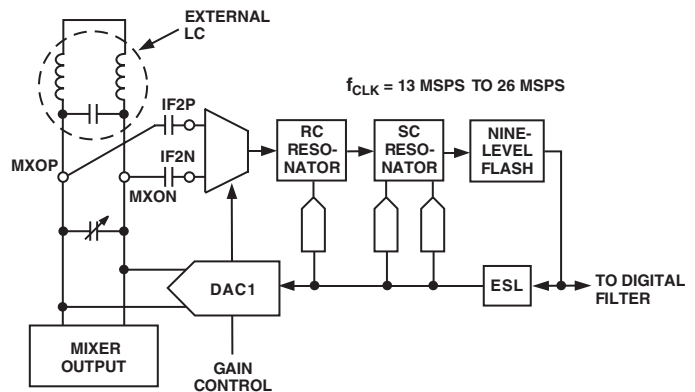 EXTERNAL
LC
fCLK = 13 MSPS TO 26 MSPS
IF2P
RC
RESO-
NATOR
SC
RESO-
NATOR
NINE-
LEVEL
FLASH
MXOP
IF2N
MXON
DAC1
ESL
TO DIGITAL
FILTER
MIXER
OUTPUT
GAIN
CONTROL